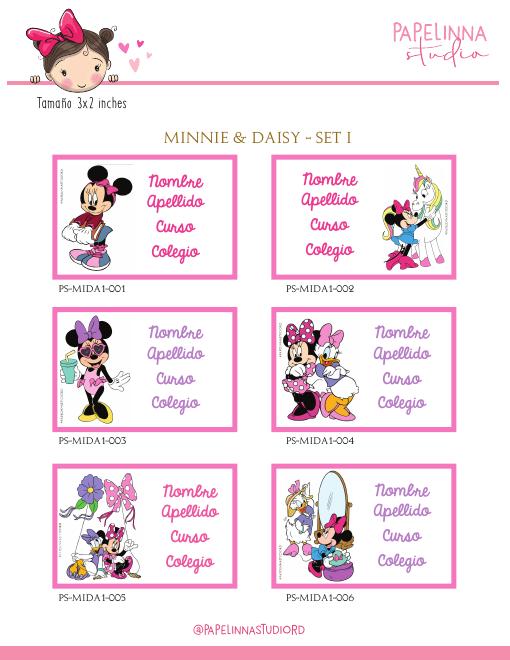 PAPELINNA
studio
Tamaño 3x2 inches
MINNIE & DAISY - SET I
Nombre
Apellido
Curso
Colegio
PS-MIDA1-001
Nombre
Apellido
Curso
Colegio
PS-MIDA1-002
Nombre
Apellido
Curso
Colegio
PS-MIDA1-003
Nombre
Apellido
Curso
Colegio
PS-MIDA1-004
Nombre
Apellido
Curso
Colegio
PS-MIDA1-005
Nombre
Apellido
Curso
Colegio
PS-MIDA1-006
@PAPELINNASTUDIORD